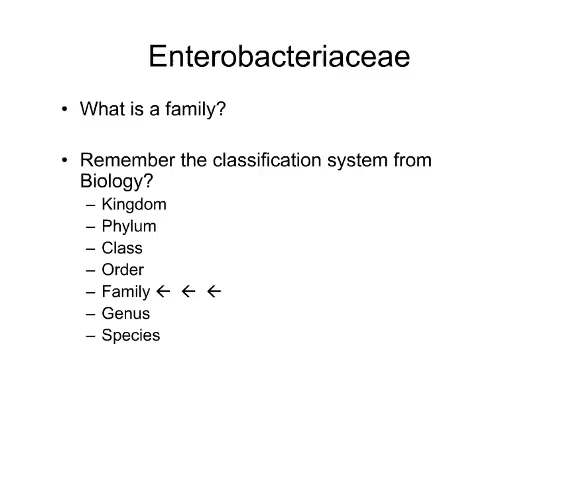 Enterobacteriaceae
• What is a family?
• Remember the classification system from
Biology?
– Kingdom
– Phylum
– Class
– Order
– Family ← ← ←
– Genus
– Species